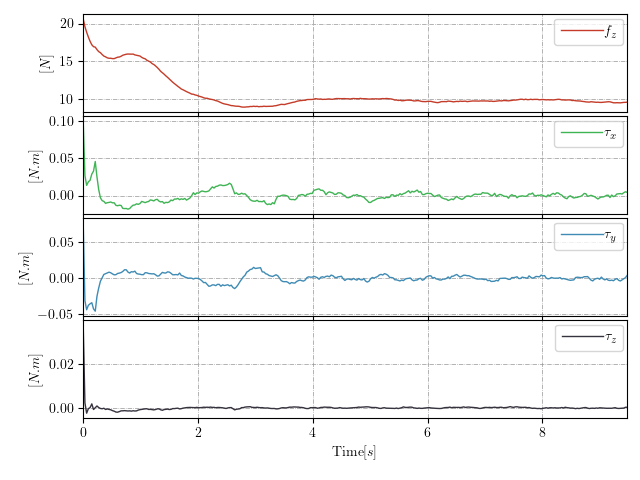 20
15
10
[N]
f_z
0.10
0.05
0.00
[N.m]
τ_x
0.05
0.00
−0.05
[N.m]
τ_y
0.02
0.00
[N.m]
τ_z
0 2 4 6 8
Time[s]